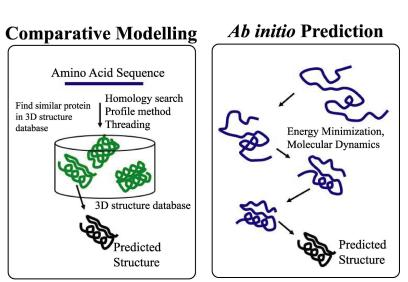 Comparative Modelling
Amino Acid Sequence
Find similar protein
in 3D structure
database
Homology search
Profile method
Threading
3D structure database
Predicted
Structure
Ab initio Prediction
Energy Minimization,
Molecular Dynamics
Predicted
Structure